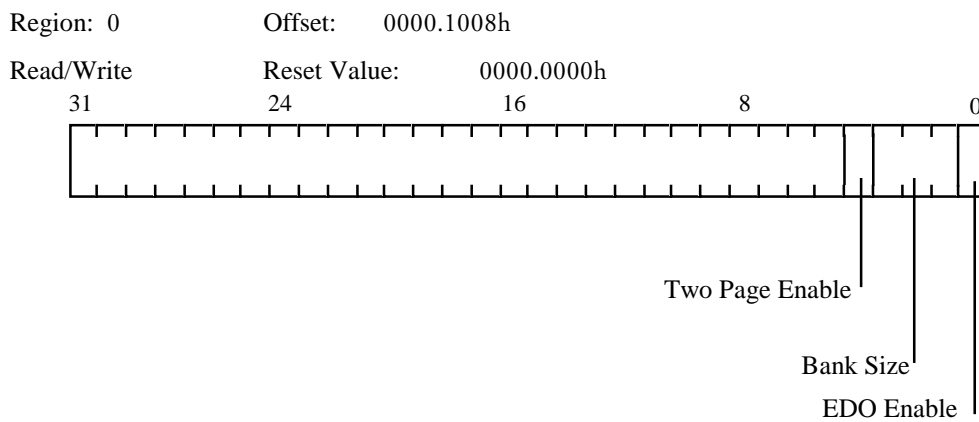 Region: 0 Offset: 0000.1008h
Read/Write Reset Value: 0000.0000h
31 24 16 8 0
Two Page Enable
Bank Size
EDO Enable